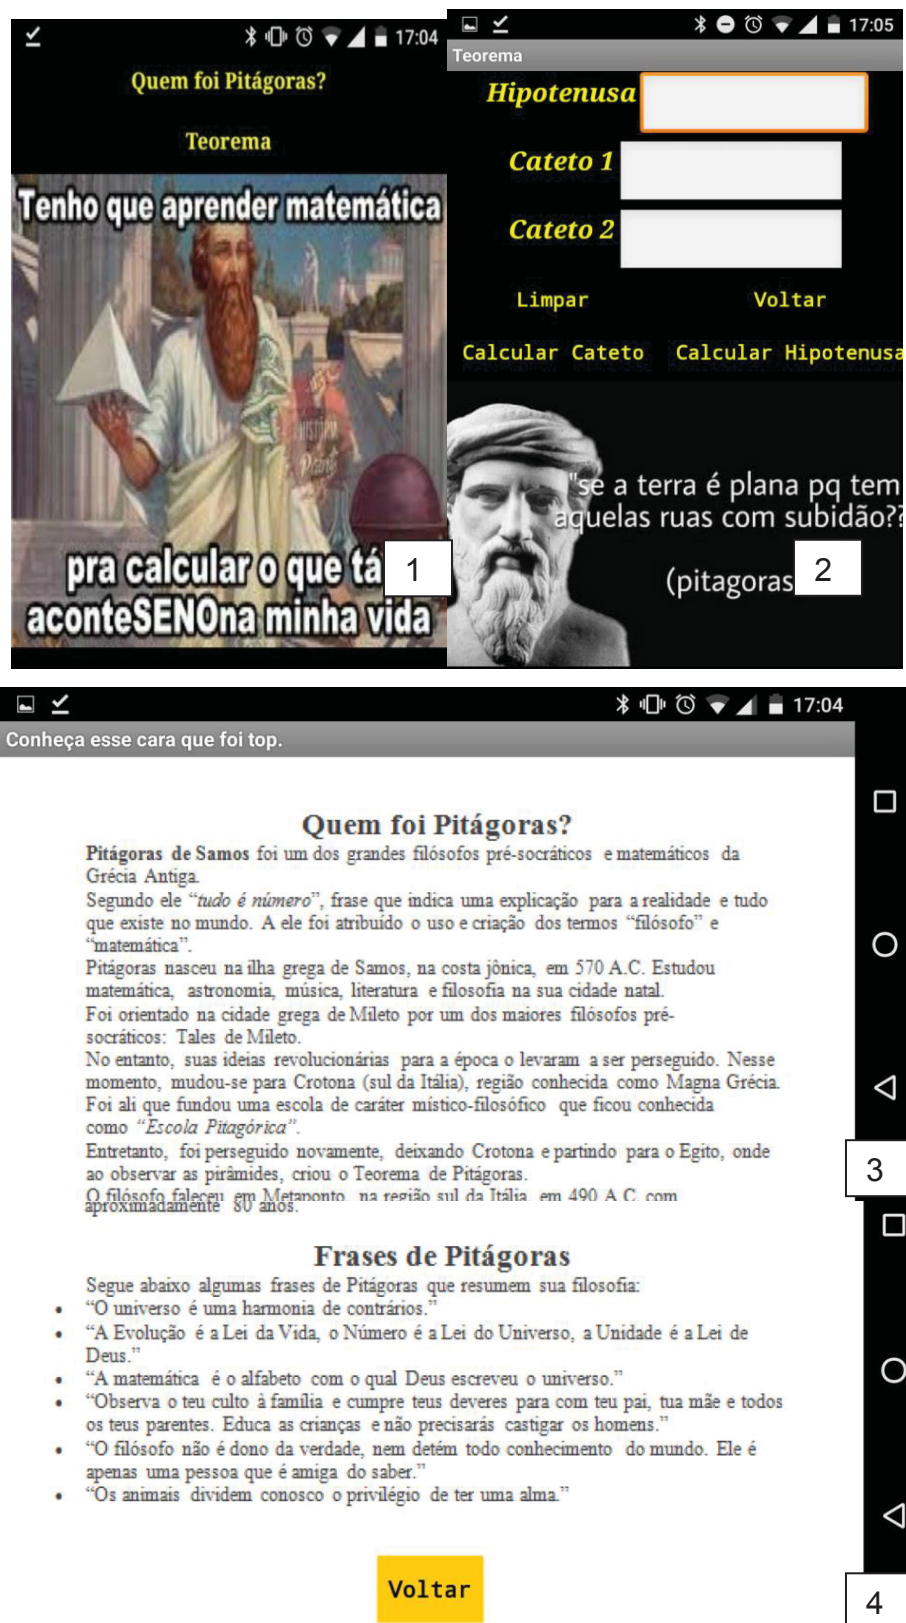 17:04
Quem foi Pitágoras?
Teorema
Tenho que aprender matemática
pra calcular o que tá
aconteSENOna minha vida
1
17:05
Teorema
Hipotenusa
Cateto 1
Cateto 2
Limpar Voltar
Calcular Cateto Calcular Hipotenusa
"se a terra é plana pq tem
aquelas ruas com subidão??
(pitagoras
2
17:04
Conheça esse cara que foi top.
Quem foi Pitágoras?
Pitágoras de Samos foi um dos grandes filósofos pré-socráticos e matemáticos da
Grécia Antiga.
Segundo ele “tudo é número”, frase que indica uma explicação para a realidade e tudo
que existe no mundo. A ele foi atribuído o uso e criação dos termos “filósofo” e
“matemática”.
Pitágoras nasceu na ilha grega de Samos, na costa jônica, em 570 A.C. Estudou
matemática, astronomia, música, literatura e filosofia na sua cidade natal.
Foi orientado na cidade grega de Mileto por um dos maiores filósofos pré-
socráticos: Tales de Mileto.
No entanto, suas ideias revolucionárias para a época o levaram a ser perseguido. Nesse
momento, mudou-se para Crotona (sul da Itália), região conhecida como Magna Grécia.
Foi ali que fundou uma escola de caráter místico-filosófico que ficou conhecida
como “Escola Pitagórica”.
Entretanto, foi perseguido novamente, deixando Crotona e partindo para o Egito, onde
ao observar as pirâmides, criou o Teorema de Pitágoras.
O filósofo faleceu em Metaponto, na região sul da Itália, em 490 A.C. com
aproximadamente 80 anos.
3
Frases de Pitágoras
Segue abaixo algumas frases de Pitágoras que resumem sua filosofia:
• “O universo é uma harmonia de contrários.”
• “A Evolução é a Lei da Vida, o Número é a Lei do Universo, a Unidade é a Lei de
Deus.”
• “A matemática é o alfabeto com o qual Deus escreveu o universo.”
• “Observa o teu culto à família e cumpre teus deveres para com teu pai, tua mãe e todos
os teus parentes. Educa as crianças e não precisarás castigar os homens.”
• “O filósofo não é dono da verdade, nem detém todo conhecimento do mundo. Ele é
apenas uma pessoa que é amiga do saber.”
• “Os animais dividem conosco o privilégio de ter uma alma.”
Voltar
4